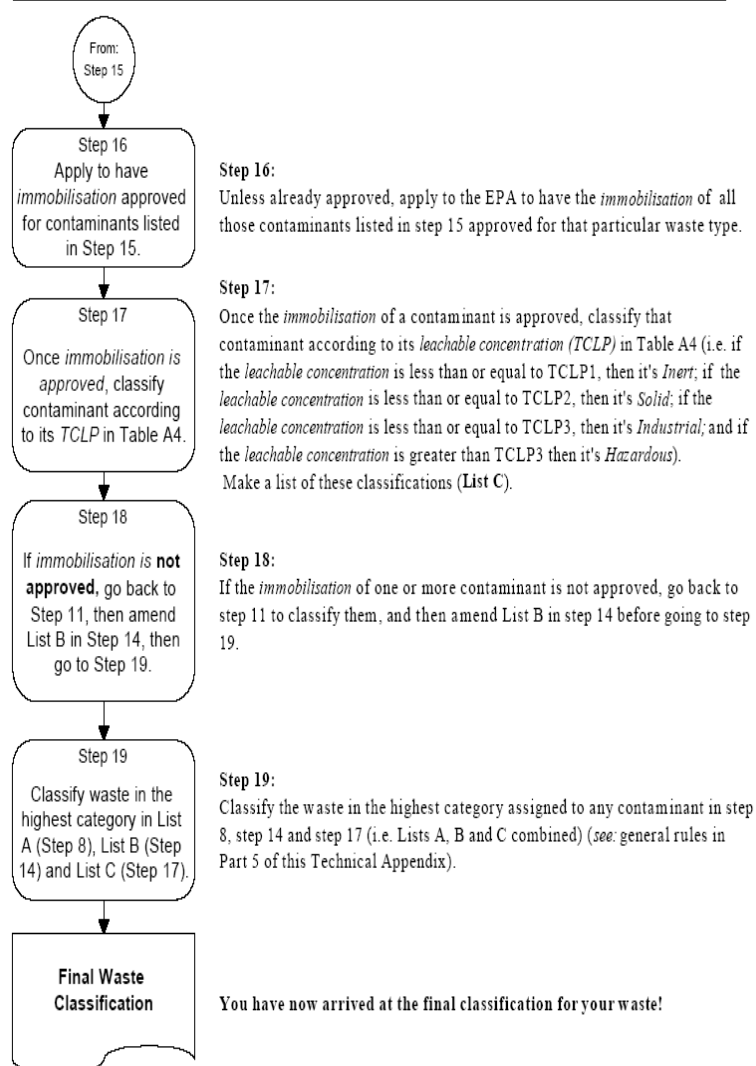 From:
Step 15
Step 16
Apply to have
immobilisation approved
for contaminants listed
in Step 15.
Step 16:
Unless already approved, apply to the EPA to have the immobilisation of all
those contaminants listed in step 15 approved for that particular waste type.
Step 17
Once immobilisation is
approved, classify
contaminant according
to its TCLP in Table A4.
Step 17:
Once the immobilisation of a contaminant is approved, classify that
contaminant according to its leachable concentration (TCLP) in Table A4 (i.e. if
the leachable concentration is less than or equal to TCLP1, then it's Inert; if the
leachable concentration is less than or equal to TCLP2, then it's Solid; if the
leachable concentration is less than or equal to TCLP3, then it's Industrial; and if
the leachable concentration is greater than TCLP3 then it's Hazardous).
Make a list of these classifications (List C).
Step 18
If immobilisation is not
approved, go back to
Step 11, then amend
List B in Step 14, then
go to Step 19.
Step 18:
If the immobilisation of one or more contaminant is not approved, go back to
step 11 to classify them, and then amend List B in step 14 before going to step
19.
Step 19
Classify waste in the
highest category in List
A (Step 8), List B (Step
14) and List C (Step 17).
Step 19:
Classify the waste in the highest category assigned to any contaminant in step
8, step 14 and step 17 (i.e. Lists A, B and C combined) (see: general rules in
Part 5 of this Technical Appendix).
Final Waste
Classification
You have now arrived at the final classification for your waste!